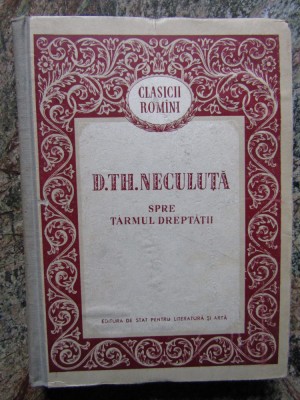 CLASICII
ROMÎNI
D.TH.NECULUȚĂ
SPRE
ȚĂRMUL DREPTĂȚII
EDITURA DE STAT PENTRU LITERATURĂ ȘI ARTĂ